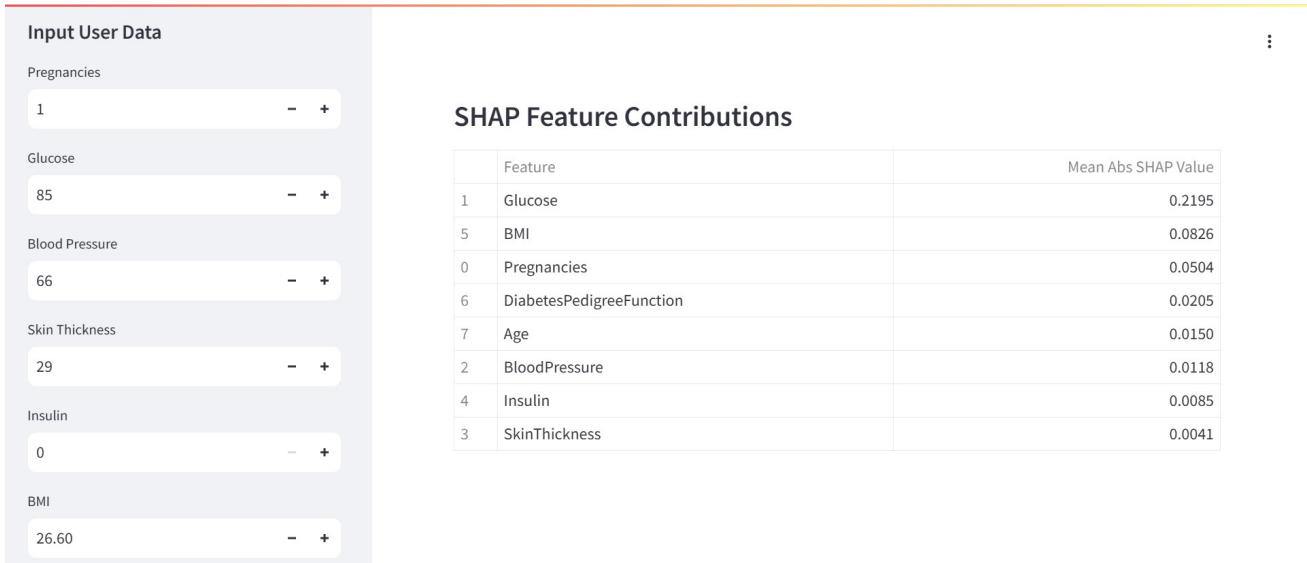 Input User Data
Pregnancies
1
Glucose
85
Blood Pressure
66
Skin Thickness
29
Insulin
0
BMI
26.60
SHAP Feature Contributions
Feature Mean Abs SHAP Value
1 Glucose 0.2195
5 BMI 0.0826
0 Pregnancies 0.0504
6 DiabetesPedigreeFunction 0.0205
7 Age 0.0150
2 BloodPressure 0.0118
4 Insulin 0.0085
3 SkinThickness 0.0041